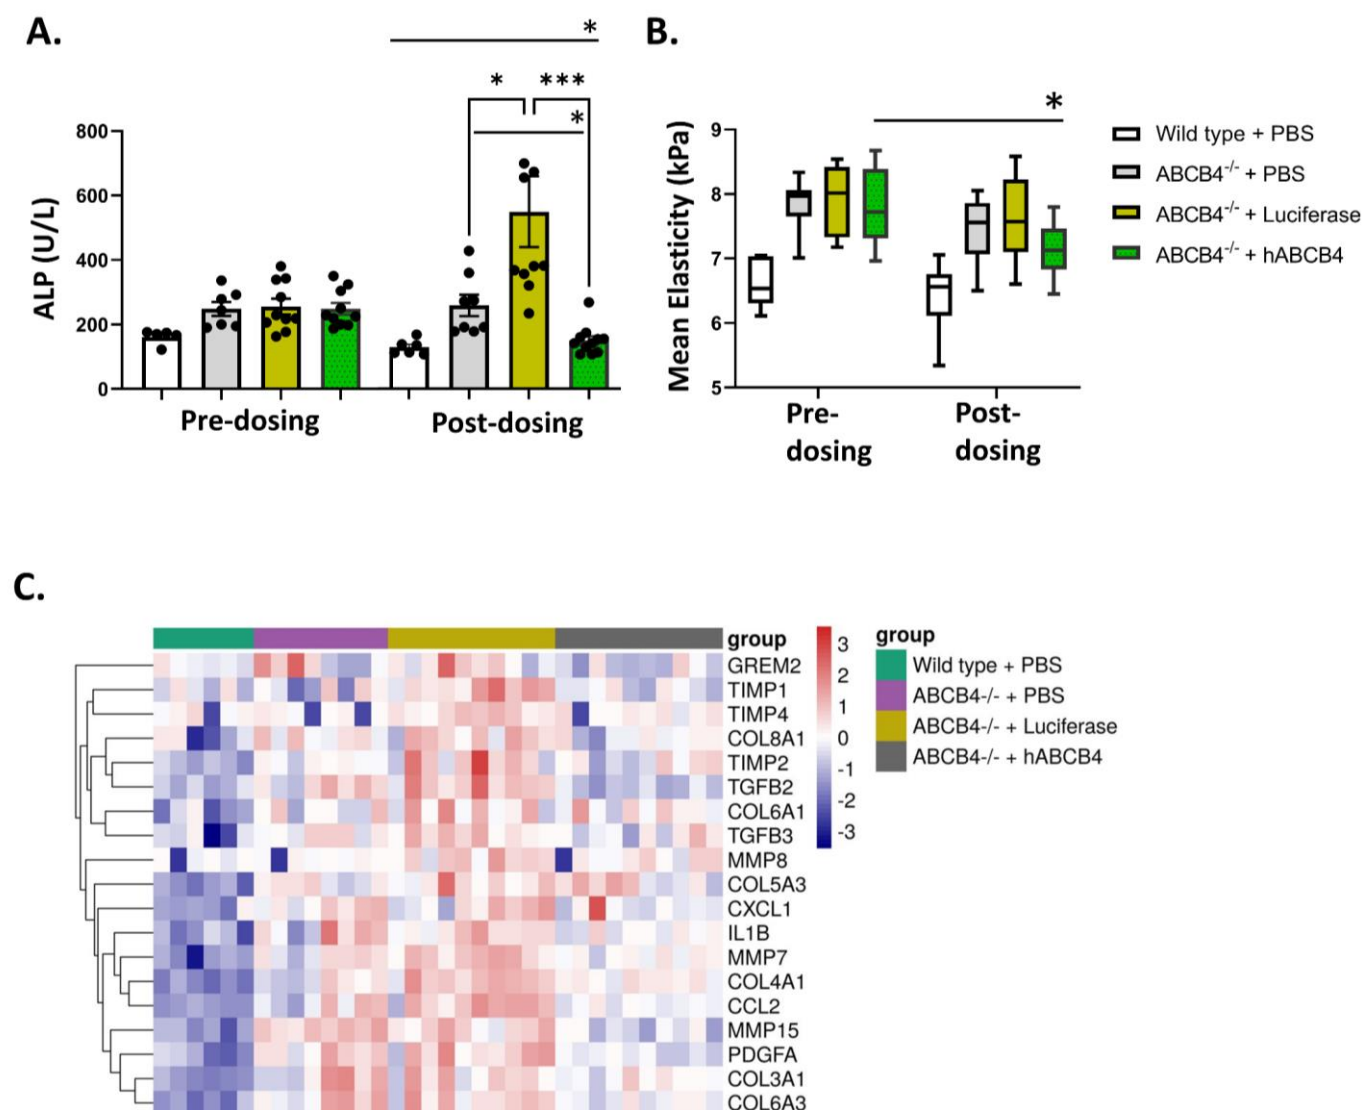 A.
*
* ***
*
ALP (U/L)
800
600
400
200
0
Pre-dosing
Post-dosing
B.
*
Mean Elasticity (kPa)
9
8
7
6
5
Pre-
dosing
Post-
dosing
Wild type + PBS
ABCB4-/- + PBS
ABCB4-/- + Luciferase
ABCB4-/- + hABCB4
C.
group
GREM2
TIMP1
TIMP4
COL8A1
TIMP2
TGFB2
COL6A1
TGFB3
MMP8
COL5A3
CXCL1
IL1B
MMP7
COL4A1
CCL2
MMP15
PDGFA
COL3A1
COL6A3
3
2
1
0
-1
-2
-3
group
Wild type + PBS
ABCB4-/- + PBS
ABCB4-/- + Luciferase
ABCB4-/- + hABCB4